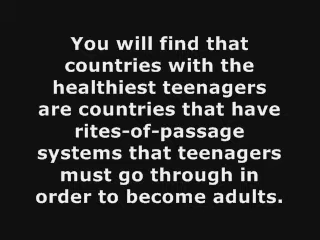 You will find that
countries with the
healthiest teenagers
are countries that have
rites-of-passage
systems that teenagers
must go through in
order to become adults.